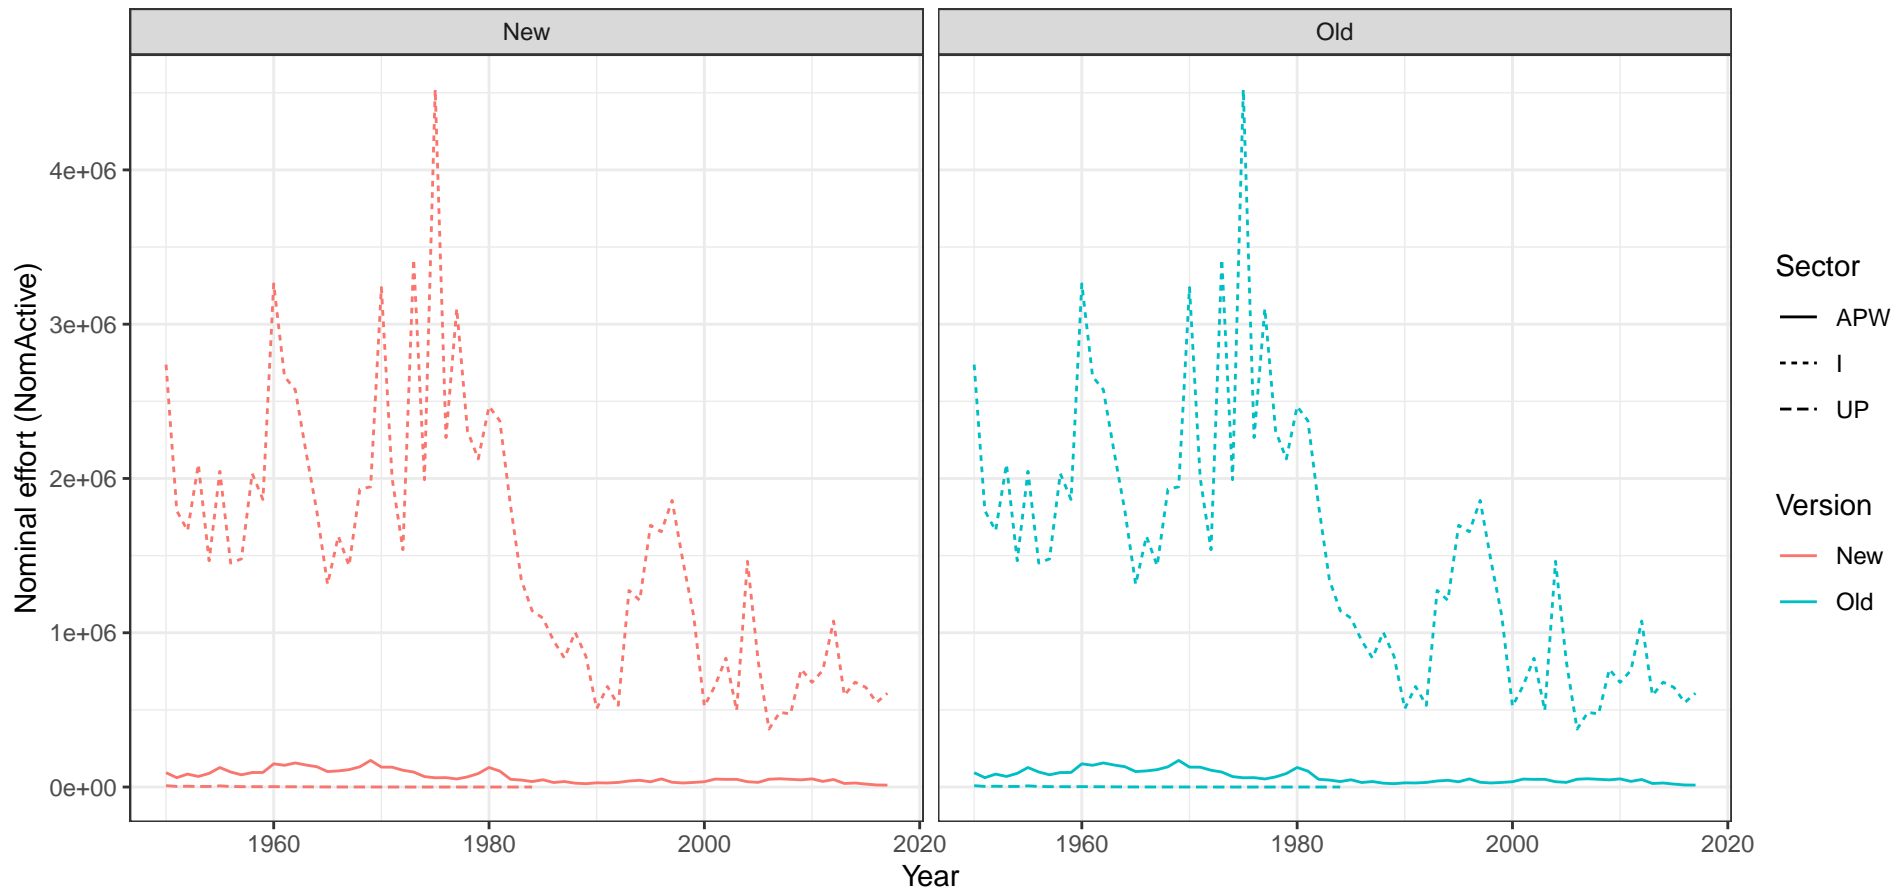 New
Old
Nominal effort (NomActive)
4e+06
3e+06
2e+06
1e+06
0e+00
1960
1980
2000
2020
1960
1980
2000
2020
Year
Sector
APW
I
UP
Version
New
Old